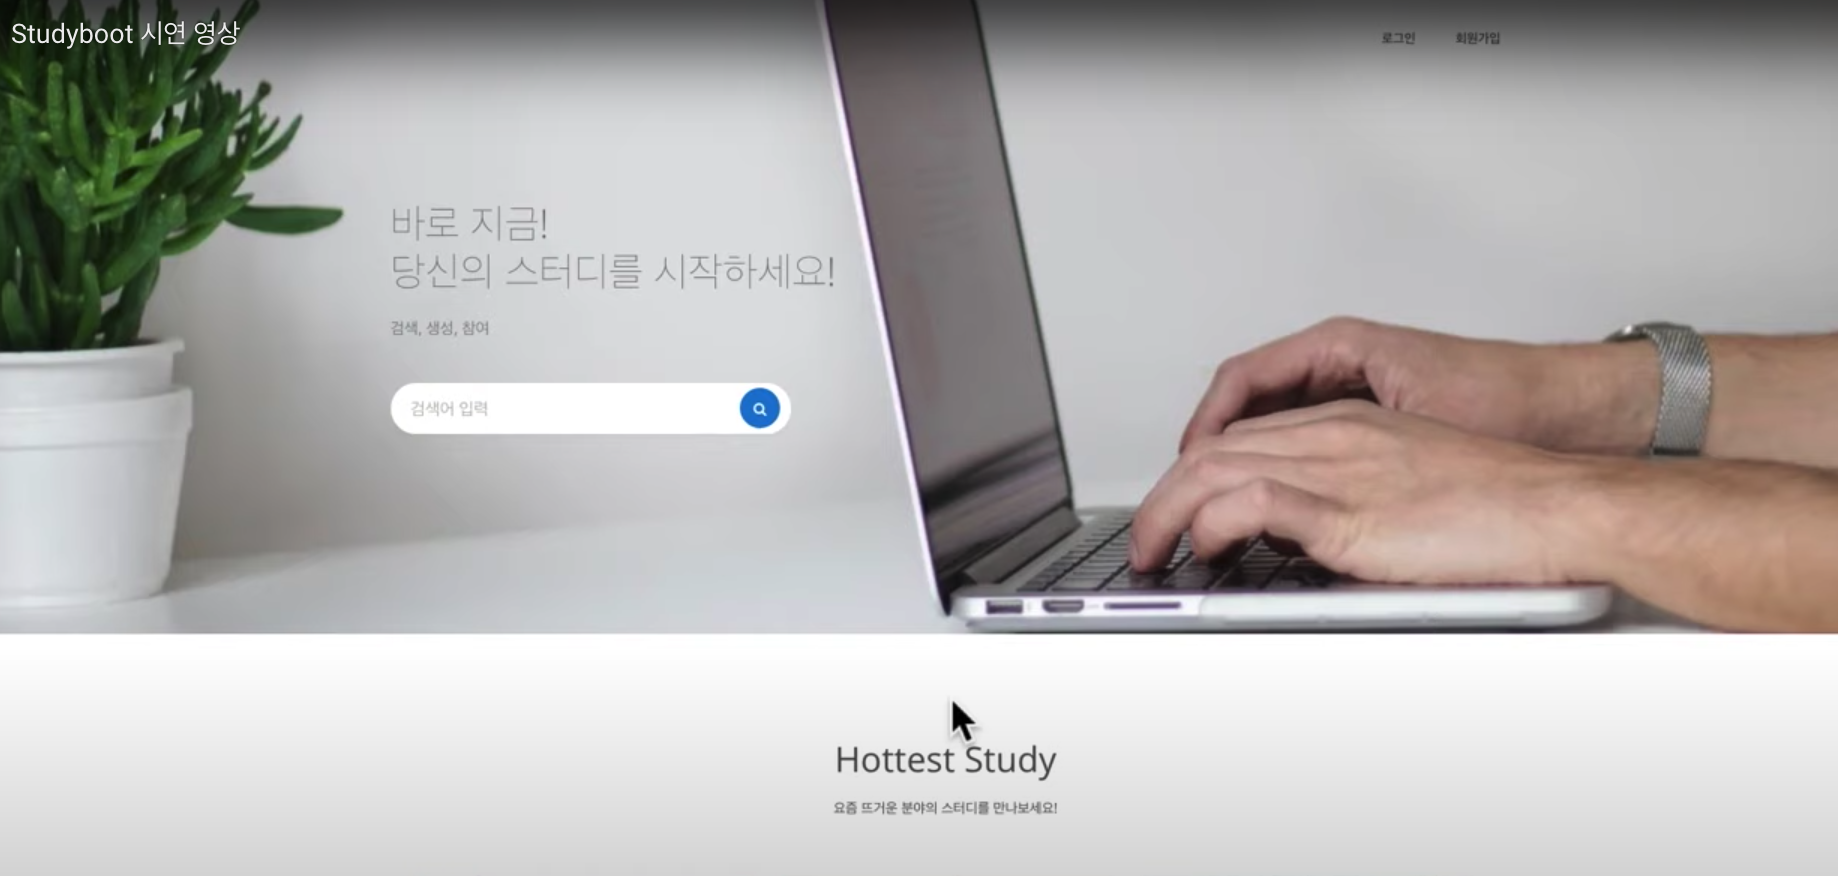 Studyboot 시연 영상
로그인 회원가입
바로 지금!
당신의 스터디를 시작하세요!
검색, 생성, 참여
검색어 입력
Hottest Study
요즘 뜨거운 분야의 스터디를 만나보세요!